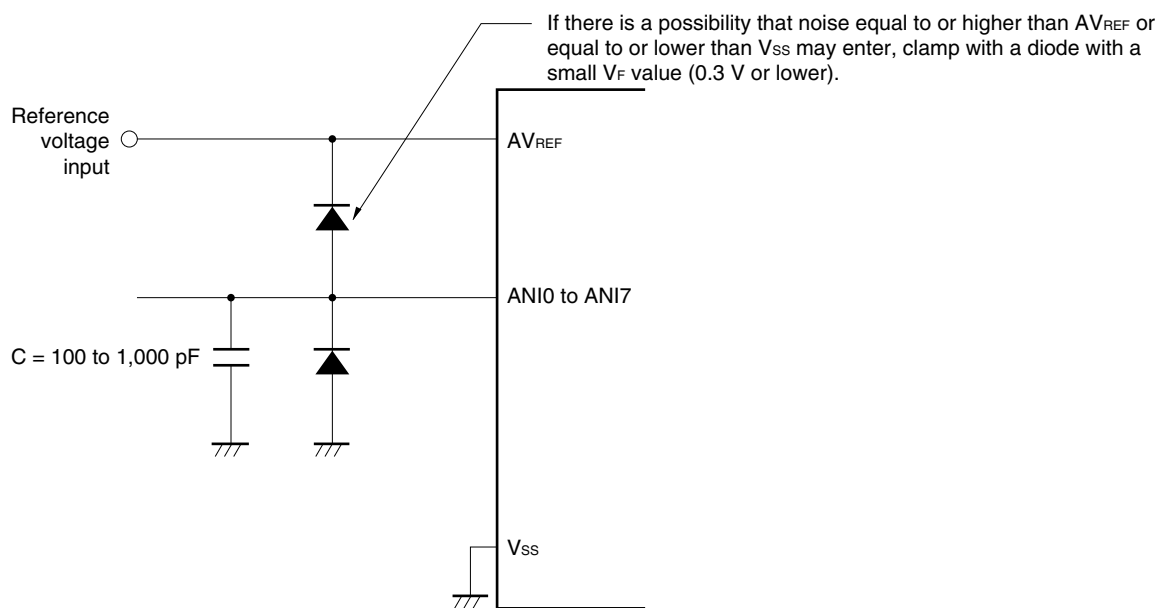 If there is a possibility that noise equal to or higher than AVREF or
equal to or lower than VSS may enter, clamp with a diode with a
small VF value (0.3 V or lower).
Reference
voltage
input
AVREF
ANI0 to ANI7
C = 100 to 1,000 pF
VSS